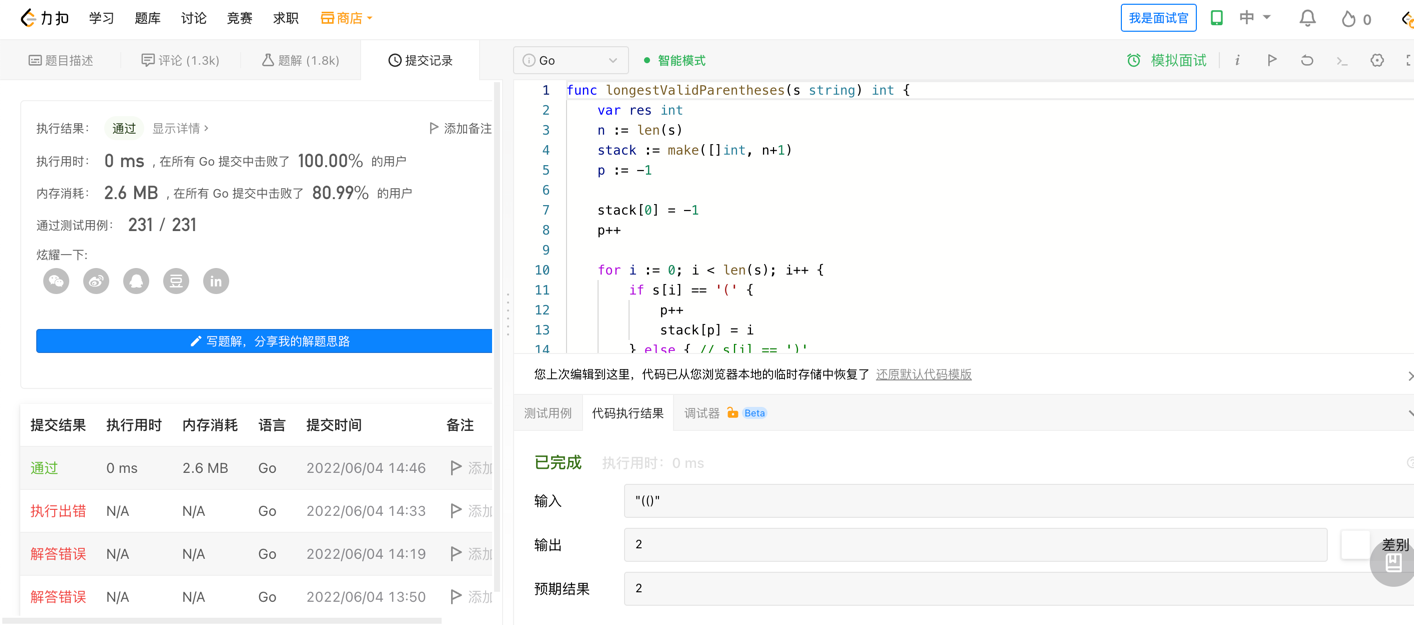 力扣 学习 题库 讨论 竞赛 求职 商店 我是面试官 中 0
题目描述 评论 (1.3k) 题解 (1.8k) 提交记录
执行结果： 通过 显示详情 › 添加备注
执行用时： 0 ms , 在所有 Go 提交中击败了 100.00% 的用户
内存消耗： 2.6 MB , 在所有 Go 提交中击败了 80.99% 的用户
通过测试用例： 231 / 231
炫耀一下:
豆 in
写题解，分享我的解题思路
提交结果 执行用时 内存消耗 语言 提交时间 备注
通过 0 ms 2.6 MB Go 2022/06/04 14:46 添加
执行出错 N/A N/A Go 2022/06/04 14:33 添加
解答错误 N/A N/A Go 2022/06/04 14:19 添加
解答错误 N/A N/A Go 2022/06/04 13:50 添加
i Go 智能模式 模拟面试 i
1 func longestValidParentheses(s string) int {
2 var res int
3 n := len(s)
4 stack := make([]int, n+1)
5 p := -1
6
7 stack[0] = -1
8 p++
9
10 for i := 0; i < len(s); i++ {
11 if s[i] == '(' {
12 p++
13 stack[p] = i
14 } else { // s[i] == ')'
您上次编辑到这里，代码已从您浏览器本地的临时存储中恢复了 还原默认代码模版
测试用例 代码执行结果 调试器 Beta
已完成 执行用时：0 ms
输入 "(()"
输出 2 差别
预期结果 2